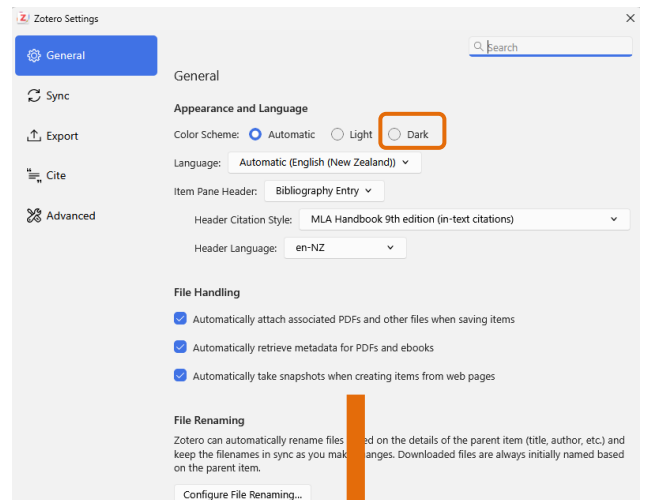 Zotero Settings
Search
General
Sync
Export
Cite
Advanced
General
Appearance and Language
Color Scheme: Automatic Light Dark
Language: Automatic (English (New Zealand))
Item Pane Header: Bibliography Entry
Header Citation Style: MLA Handbook 9th edition (in-text citations)
Header Language: en-NZ
File Handling
Automatically attach associated PDFs and other files when saving items
Automatically retrieve metadata for PDFs and ebooks
Automatically take snapshots when creating items from web pages
File Renaming
Zotero can automatically rename files on the details of the parent item (title, author, etc.) and
keep the filenames in sync as you Downloaded files are always initially named based
on the parent item.
Configure File Renaming...